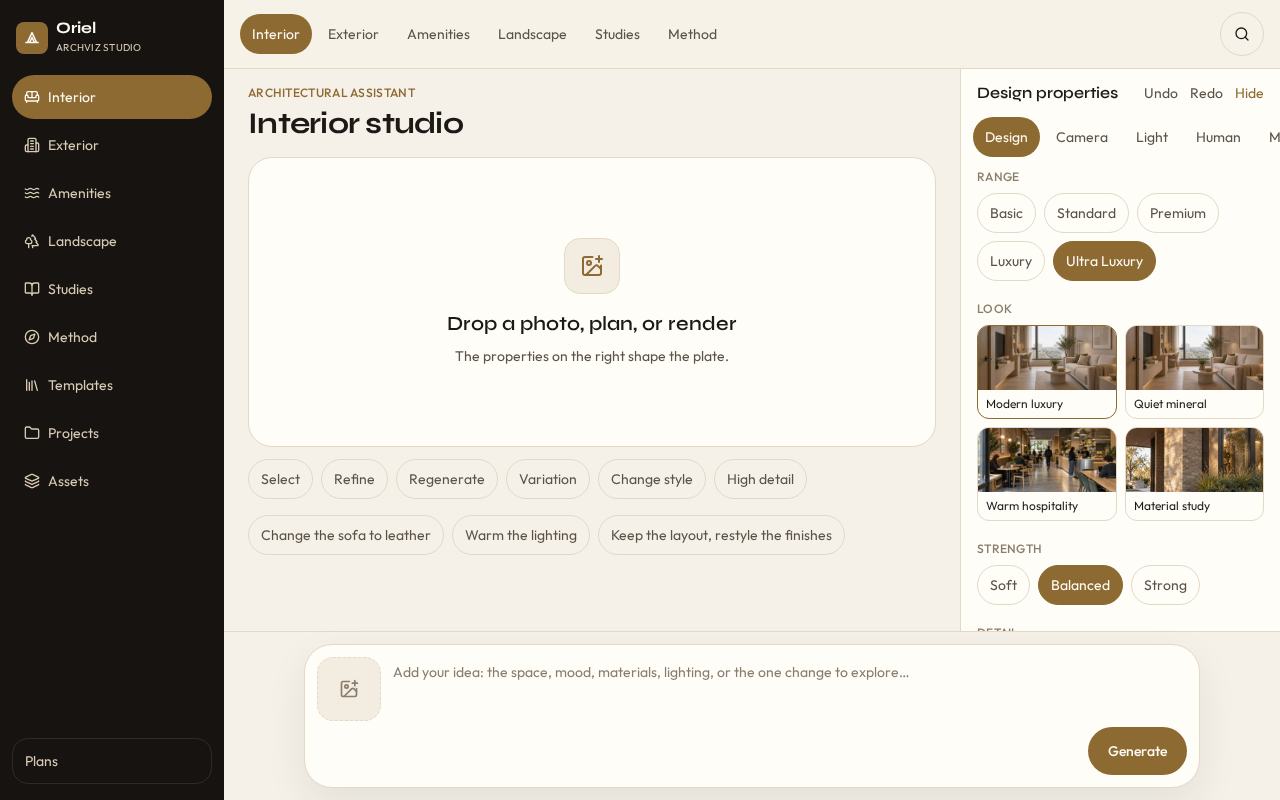 Oriel
ARCHVIZ STUDIO
Interior
Exterior
Amenities
Landscape
Studies
Method
Templates
Projects
Assets
Plans
Interior Exterior Amenities Landscape Studies Method
ARCHITECTURAL ASSISTANT
Interior studio
Drop a photo, plan, or render
The properties on the right shape the plate.
Select Refine Regenerate Variation Change style High detail
Change the sofa to leather Warm the lighting Keep the layout, restyle the finishes
Design properties Undo Redo Hide
Design Camera Light Human M
RANGE
Basic Standard Premium
Luxury Ultra Luxury
LOOK
Modern luxury Quiet mineral
Warm hospitality Material study
STRENGTH
Soft Balanced Strong
Add your idea: the space, mood, materials, lighting, or the one change to explore…
Generate